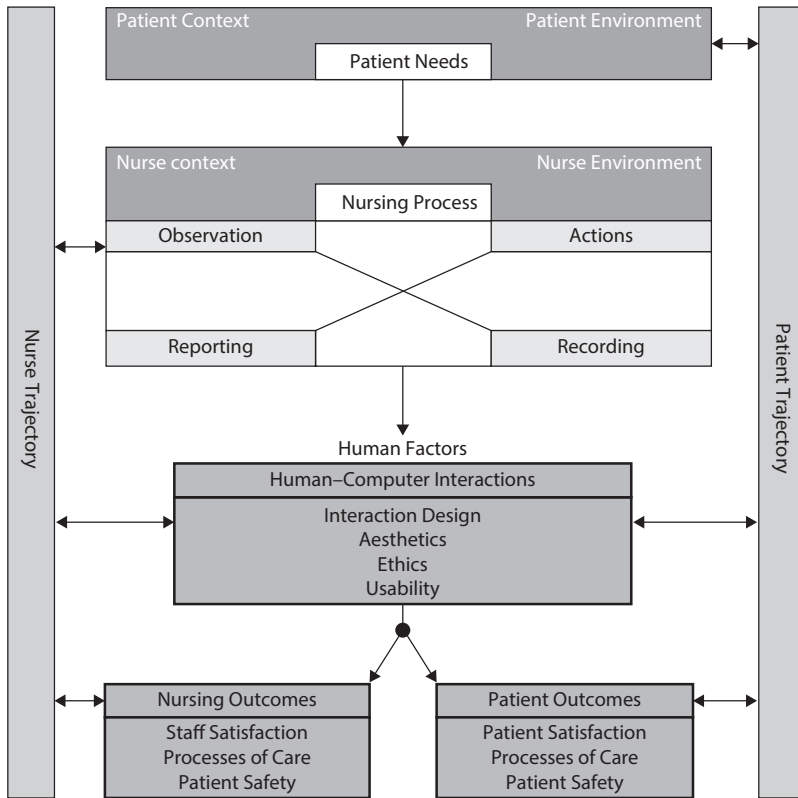 Patient Context
Patient Environment
Patient Needs
Nurse context
Nurse Environment
Nursing Process
Observation
Actions
Reporting
Recording
Nurse Trajectory
Patient Trajectory
Human Factors
Human–Computer Interactions
Interaction Design
Aesthetics
Ethics
Usability
Nursing Outcomes
Staff Satisfaction
Processes of Care
Patient Safety
Patient Outcomes
Patient Satisfaction
Processes of Care
Patient Safety